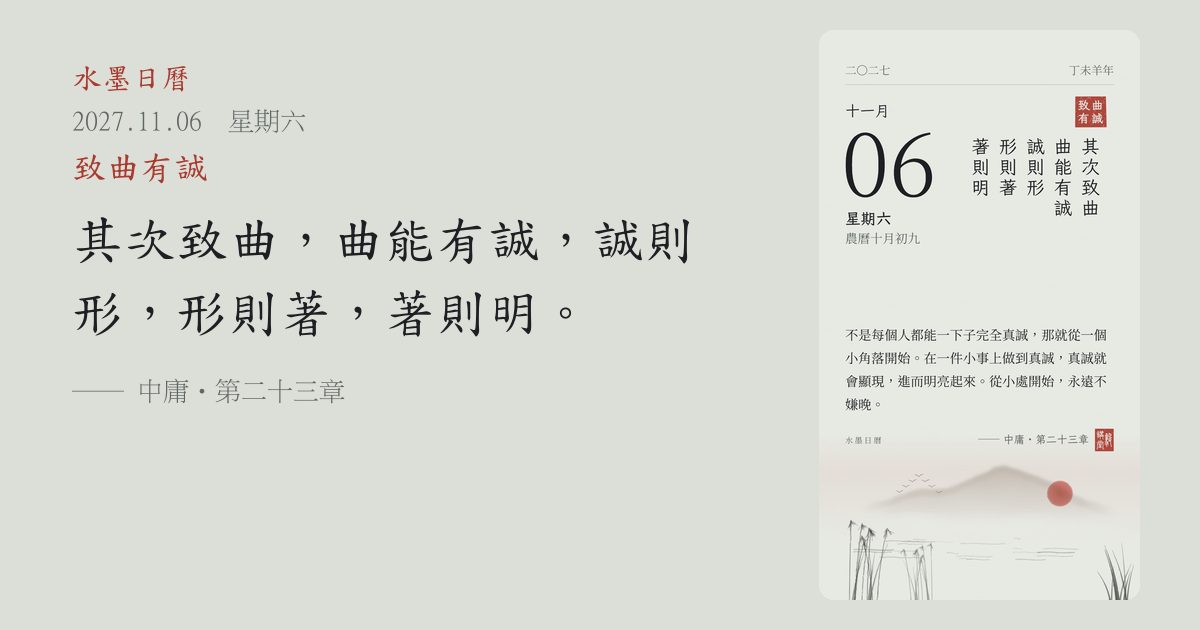 水墨日曆
2027.11.06 星期六
致曲有誠
其次致曲，曲能有誠，誠則
形，形則著，著則明。
—— 中庸・第二十三章
二〇二七
丁未羊年
十一月
06
星期六
農曆十月初九
致曲
有誠
其次致曲
曲能有誠
誠則形
形則著
著則明
不是每個人都能一下子完全真誠，那就從一個
小角落開始。在一件小事上做到真誠，真誠就
會顯現，進而明亮起來。從小處開始，永遠不
嫌晚。
水墨日曆
—— 中庸・第二十三章